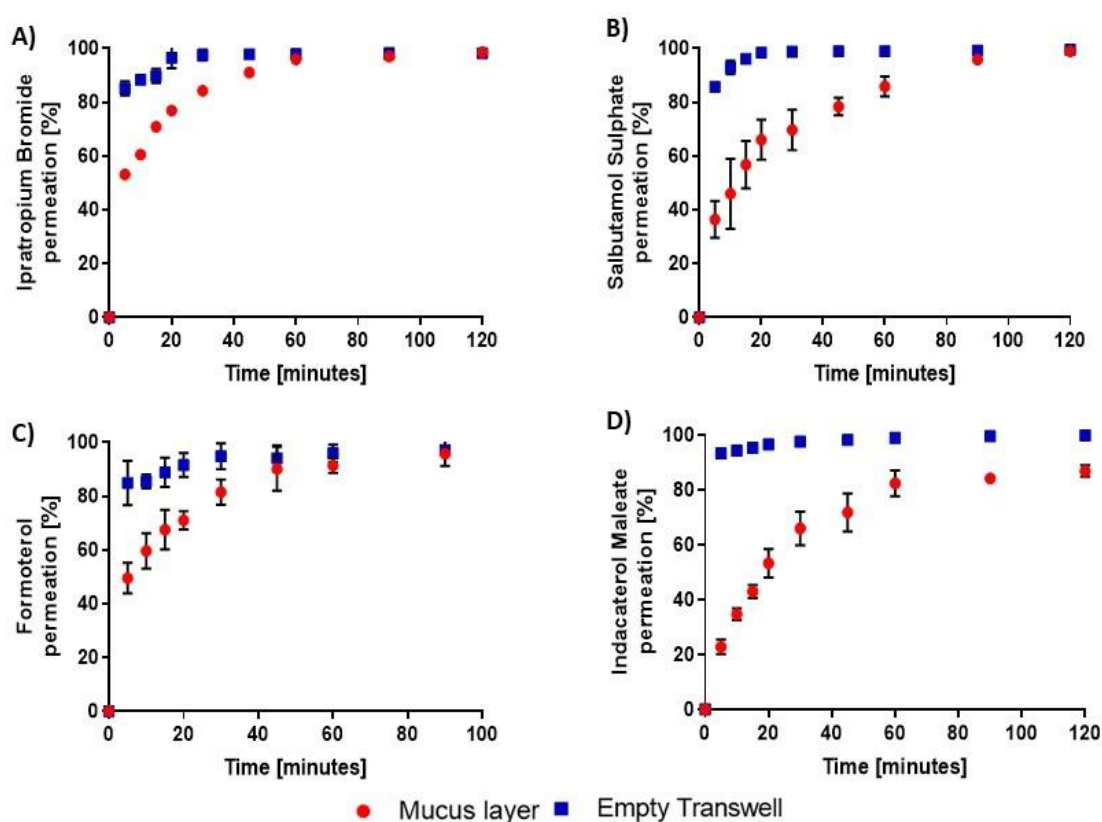 A)
Ipratropium Bromide
permeation [%]
100
80
60
40
20
0
0 20 40 60 80 100 120
Time [minutes]
B)
Salbutamol Sulphate
permeation [%]
100
80
60
40
20
0
0 20 40 60 80 100 120
Time [minutes]
C)
Formoterol
permeation [%]
100
80
60
40
20
0
0 20 40 60 80 100
Time [minutes]
D)
Indacaterol Maleate
permeation [%]
100
80
60
40
20
0
0 20 40 60 80 100 120
Time [minutes]
Mucus layer Empty Transwell